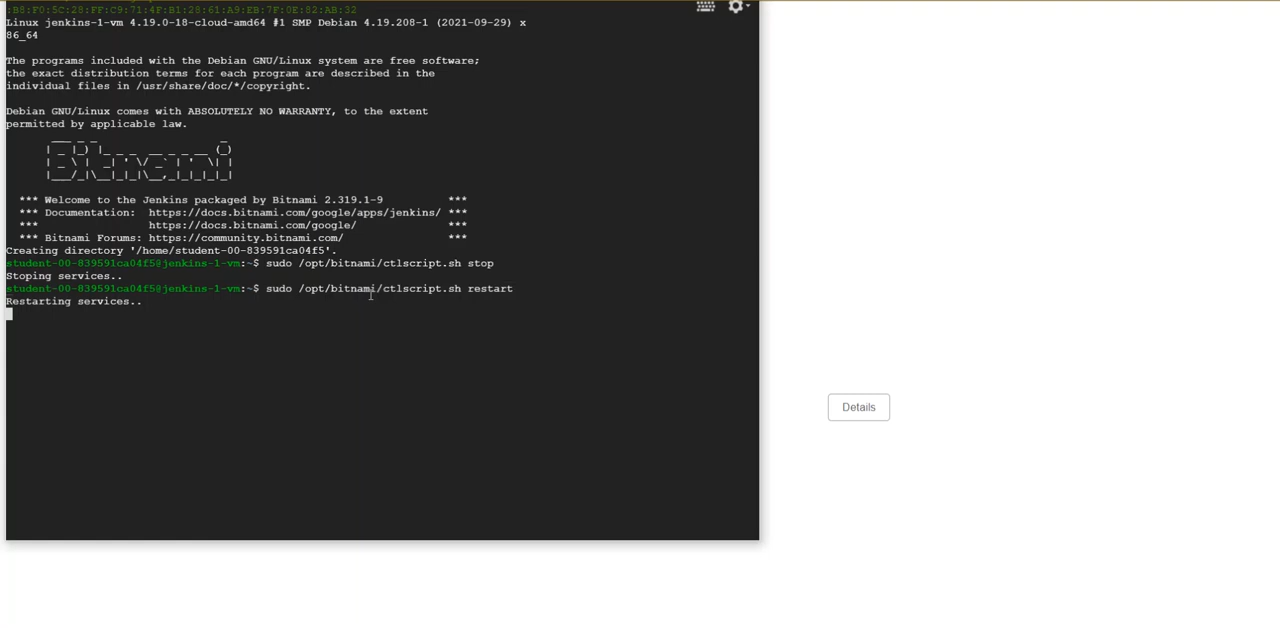 :B8:F0:5C:28:FF:C9:71:4F:B1:28:61:A9:EB:7F:0E:82:AB:32
Linux jenkins-1-vm 4.19.0-18-cloud-amd64 #1 SMP Debian 4.19.208-1 (2021-09-29) x
86_64
The programs included with the Debian GNU/Linux system are free software;
the exact distribution terms for each program are described in the
individual files in /usr/share/doc/*/copyright.
Debian GNU/Linux comes with ABSOLUTELY NO WARRANTY, to the extent
permitted by applicable law.
Bitnami
*** Welcome to the Jenkins packaged by Bitnami 2.319.1-9 ***
*** Documentation: https://docs.bitnami.com/google/apps/jenkins/ ***
*** https://docs.bitnami.com/google/ ***
*** Bitnami Forums: https://community.bitnami.com/ ***
Creating directory '/home/student-00-839591ca04f5'.
student-00-839591ca04f5@jenkins-1-vm:~$ sudo /opt/bitnami/ctlscript.sh stop
Stoping services..
student-00-839591ca04f5@jenkins-1-vm:~$ sudo /opt/bitnami/ctlscript.sh restart
Restarting services..
Details